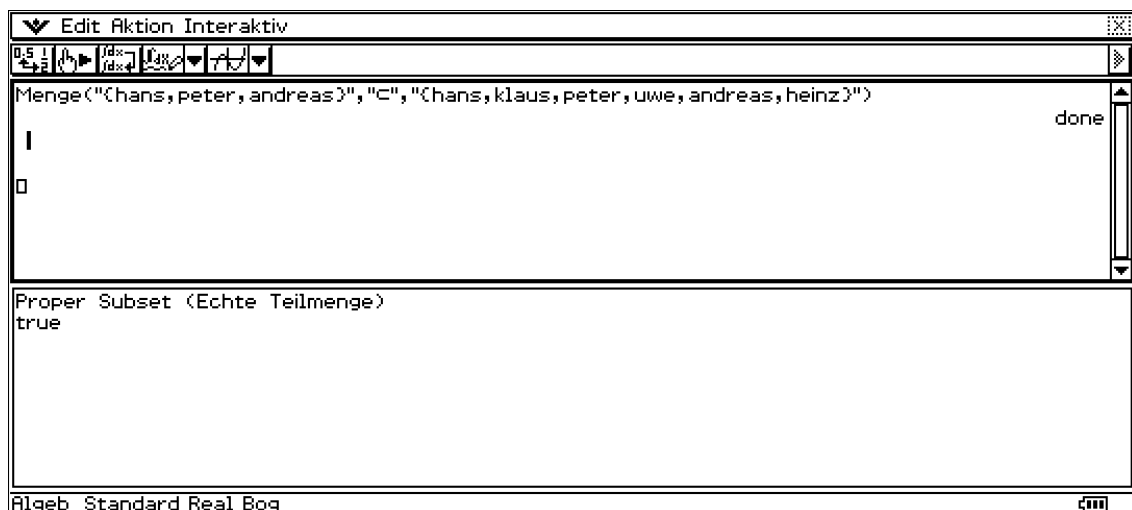 Edit Aktion Interaktiv
Menge("{hans,peter,andreas}","⊂","{hans,klaus,peter,uwe,andreas,heinz}")
done
Proper Subset (Echte Teilmenge)
true
Algeb Standard Real Bog